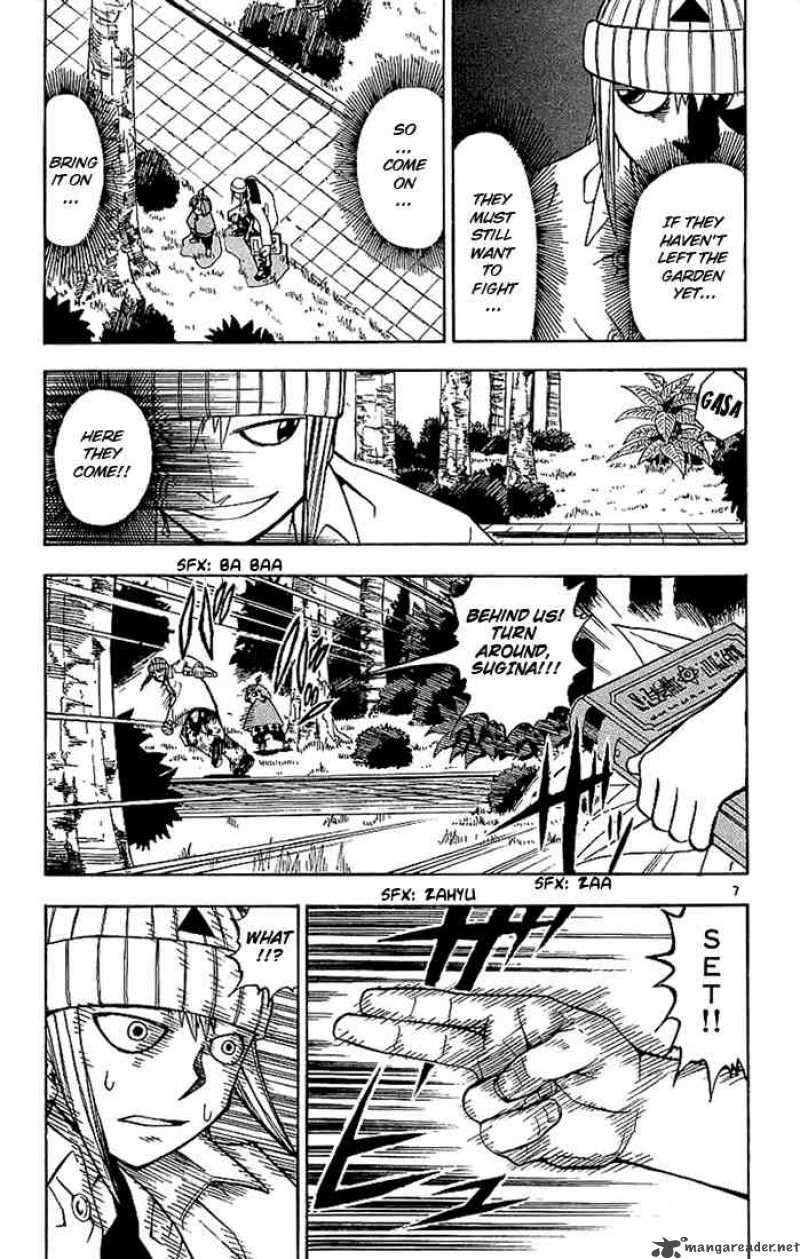 IF THEY
HAVEN'T
LEFT THE
GARDEN
YET...
THEY
MUST
STILL
WANT
TO
FIGHT
...
SO
...
COME
ON
...
BRING
IT ON
...
GASA
HERE
THEY
COME!!
SFX: BA BAA
BEHIND US!
TURN
AROUND,
SUGINA!!!
SFX: ZAHYU
SFX: ZAA
7
SET!!
WHAT
!!?
mangareader.net